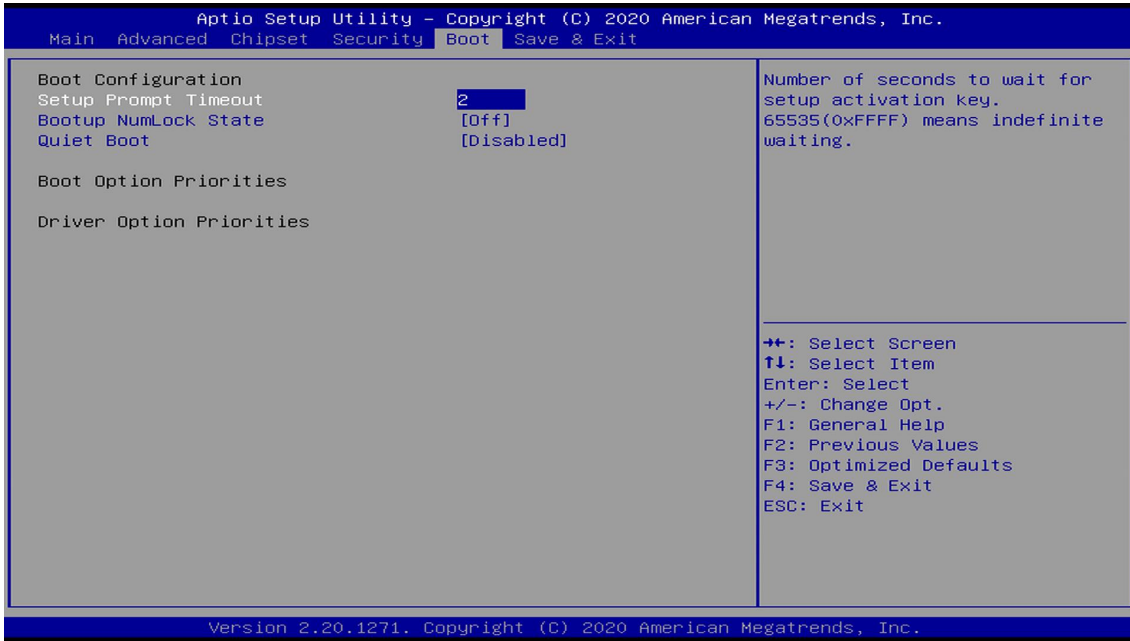 Aptio Setup Utility – Copyright (C) 2020 American Megatrends, Inc.
Main Advanced Chipset Security Boot Save & Exit
Boot Configuration
Setup Prompt Timeout 2
Bootup NumLock State [Off]
Quiet Boot [Disabled]
Boot Option Priorities
Driver Option Priorities
Number of seconds to wait for
setup activation key.
65535(0xFFFF) means indefinite
waiting.
→←: Select Screen
↑↓: Select Item
Enter: Select
+/-: Change Opt.
F1: General Help
F2: Previous Values
F3: Optimized Defaults
F4: Save & Exit
ESC: Exit
Version 2.20.1271. Copyright (C) 2020 American Megatrends, Inc.